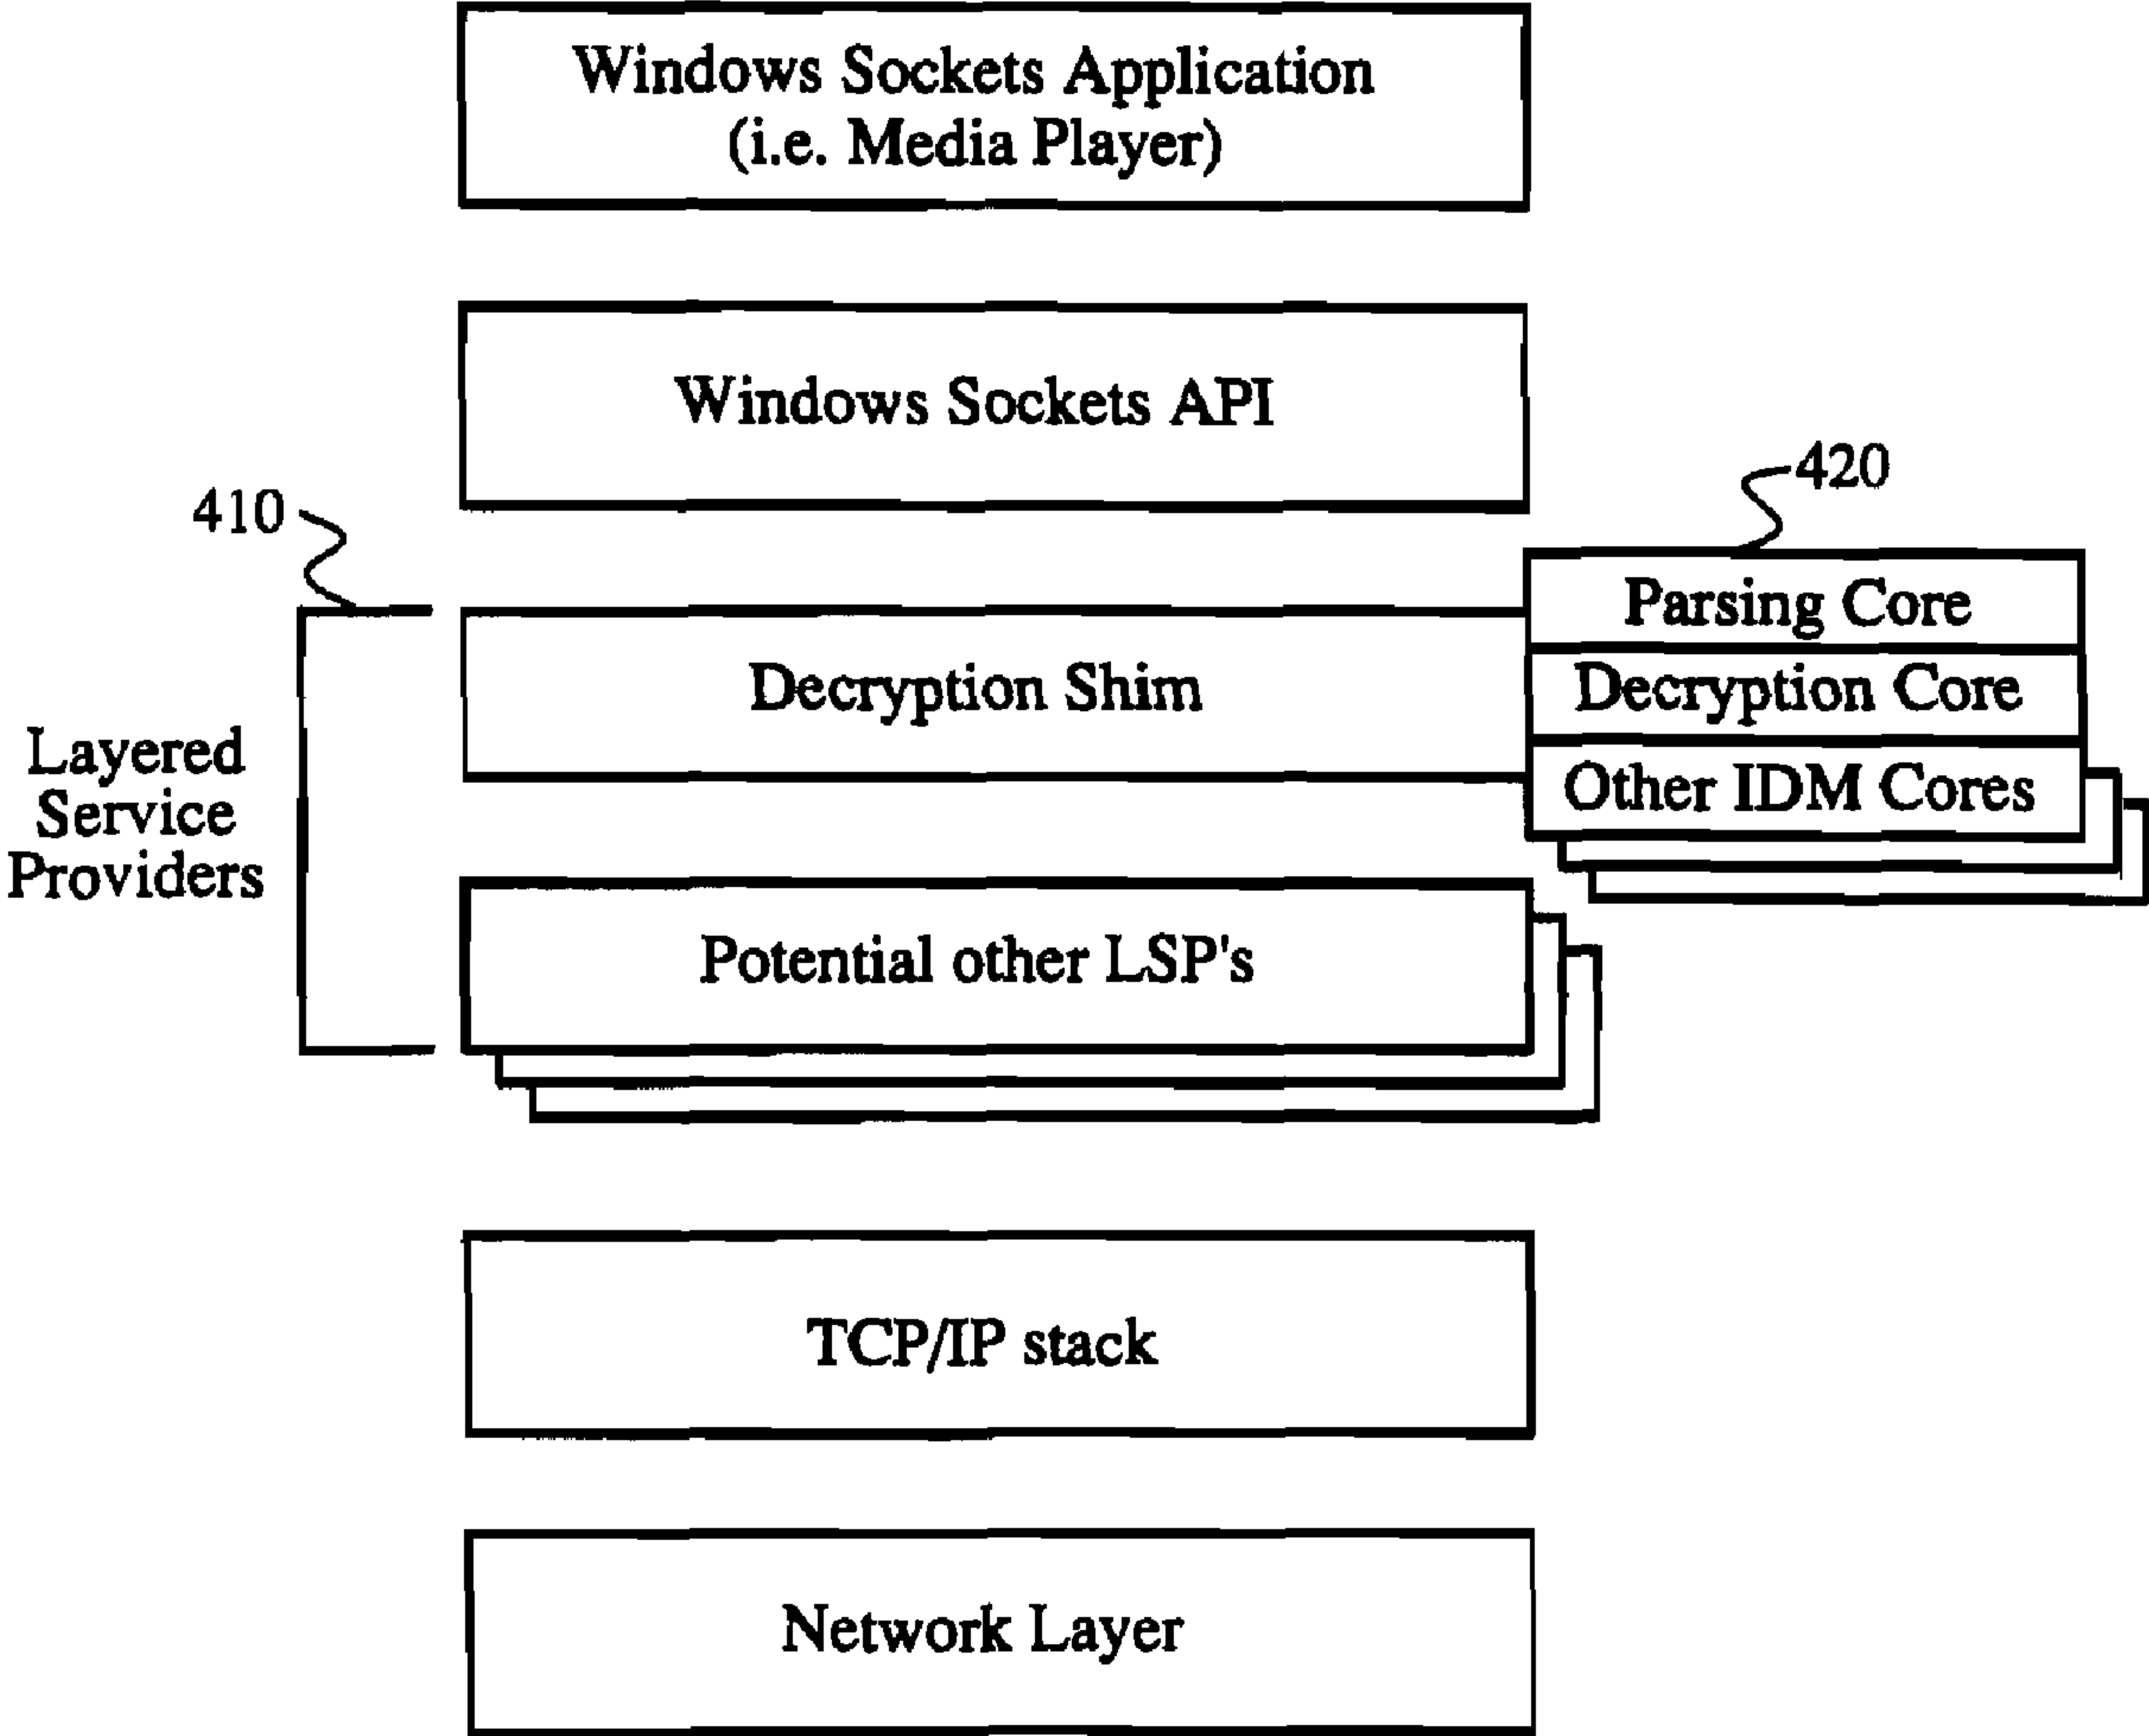 Windows Sockets Application
(i.e. Media Player)
Windows Sockets API
410
420
Layered
Service
Providers
Decryption Shim
Parsing Core
Decryption Core
Other IDM Cores
Potential other LSP's
TCP/IP stack
Network Layer